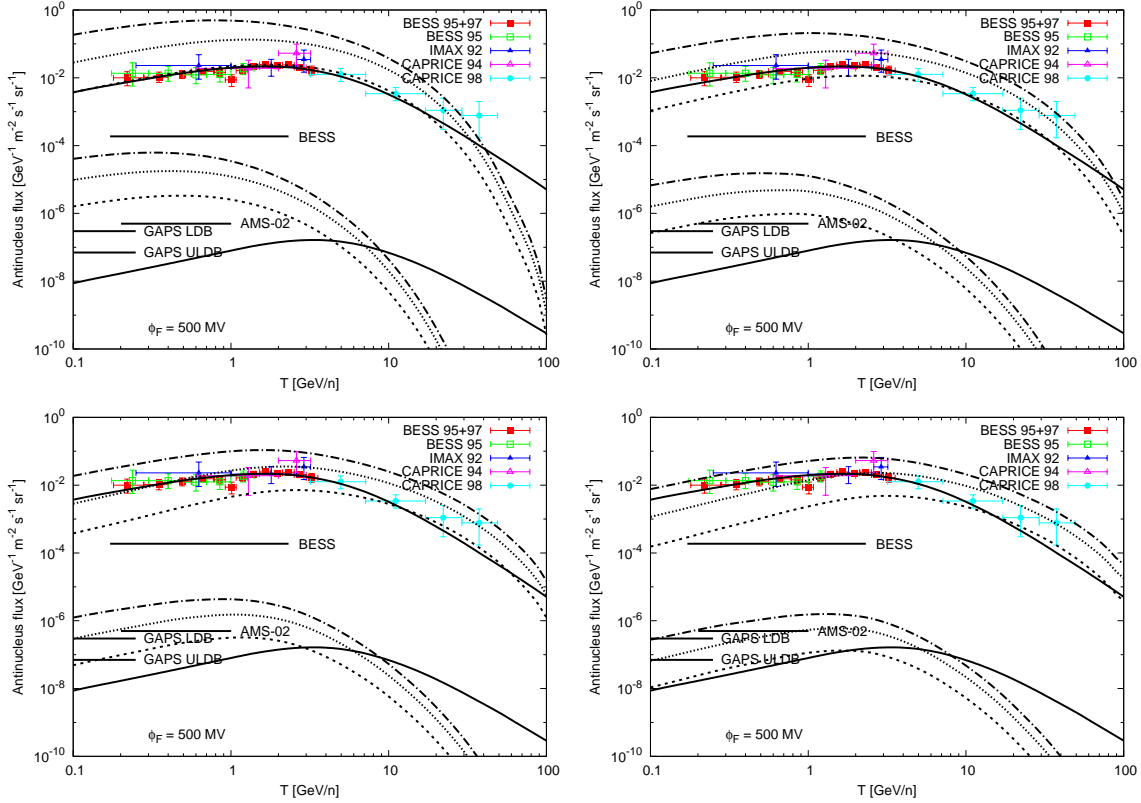 10^0
10^-2
10^-4
10^-6
10^-8
10^-10
Antinucleus flux [GeV^-1 m^-2 s^-1 sr^-1]
BESS 95+97
BESS 95
IMAX 92
CAPRICE 94
CAPRICE 98
BESS
AMS-02
GAPS LDB
GAPS ULDB
ϕ_F = 500 MV
0.1 1 10 100
T [GeV/n]
10^0
10^-2
10^-4
10^-6
10^-8
10^-10
Antinucleus flux [GeV^-1 m^-2 s^-1 sr^-1]
BESS 95+97
BESS 95
IMAX 92
CAPRICE 94
CAPRICE 98
BESS
AMS-02
GAPS LDB
GAPS ULDB
ϕ_F = 500 MV
0.1 1 10 100
T [GeV/n]
10^0
10^-2
10^-4
10^-6
10^-8
10^-10
Antinucleus flux [GeV^-1 m^-2 s^-1 sr^-1]
BESS 95+97
BESS 95
IMAX 92
CAPRICE 94
CAPRICE 98
BESS
AMS-02
GAPS LDB
GAPS ULDB
ϕ_F = 500 MV
0.1 1 10 100
T [GeV/n]
10^0
10^-2
10^-4
10^-6
10^-8
10^-10
Antinucleus flux [GeV^-1 m^-2 s^-1 sr^-1]
BESS 95+97
BESS 95
IMAX 92
CAPRICE 94
CAPRICE 98
BESS
AMS-02
GAPS LDB
GAPS ULDB
ϕ_F = 500 MV
0.1 1 10 100
T [GeV/n]